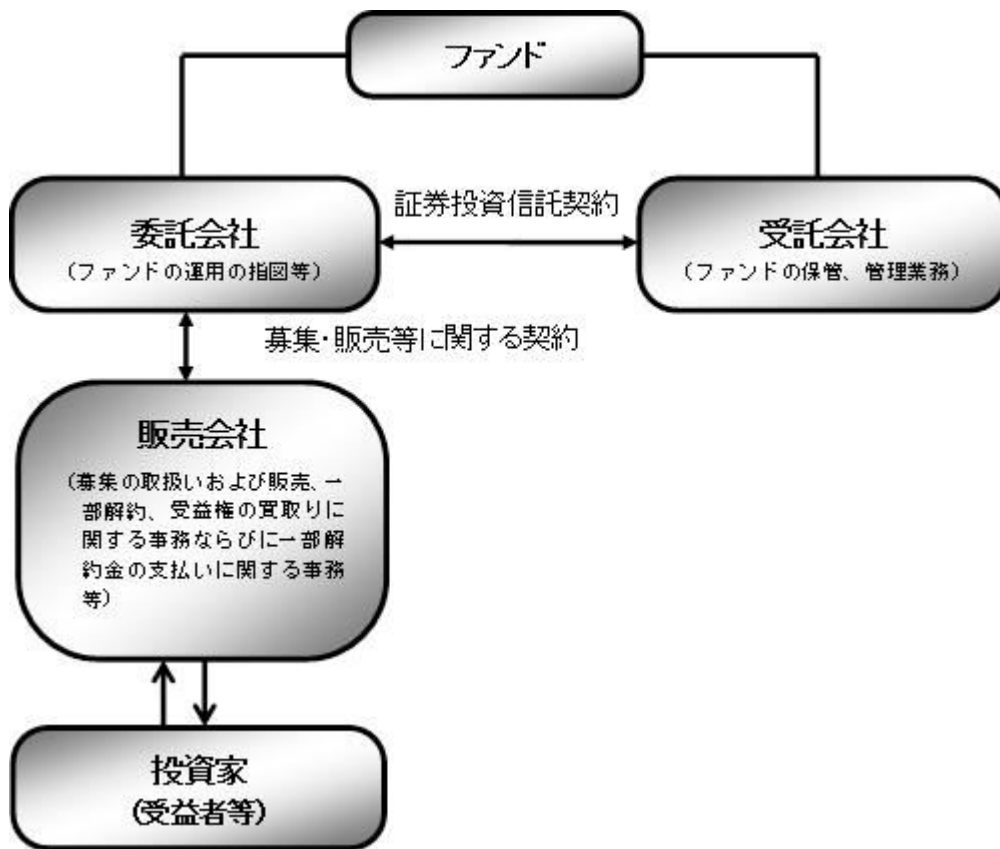 ファンド
証券投資信託契約
委託会社
(ファンドの運用の指図等)
受託会社
(ファンドの保管、管理業務)
募集・販売等に関する契約
販売会社
(募集の取扱いおよび販売、一
部解約、受益権の買取りに
関する事務ならびに一部解
約金の支払いに関する事務
等)
投資家
(受益者等)